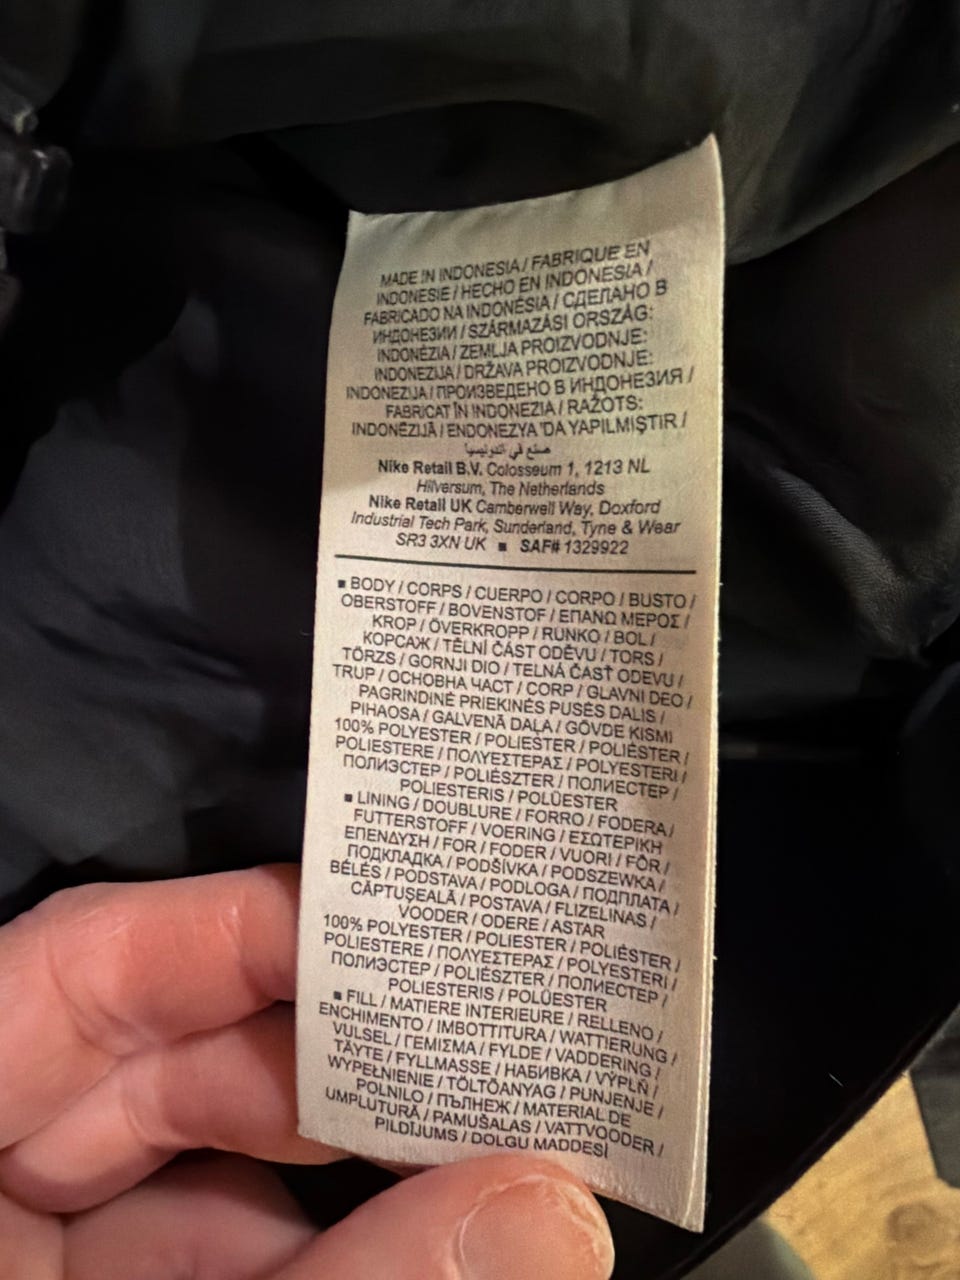 MADE IN INDONESIA / FABRIQUE EN
INDONESIE / HECHO EN INDONESIA /
FABRICADO NA INDONÉSIA / СДЕЛАНО В
ИНДОНЕЗИИ / SZÁRMAZÁSI ORSZÁG:
INDONÉZIA / ZEMLJA PROIZVODNJE:
INDONEZIJA / DRŽAVA PROIZVODNJE:
INDONEZIJA / ПРОИЗВЕДЕНО В ИНДОНЕЗИЯ /
FABRICAT ÎN INDONEZIA / RAŽOTS:
INDONĒZIJĀ / ENDONEZYA 'DA YAPILMIŞTIR /
صنع في اندونيسيا
Nike Retail B.V. Colosseum 1, 1213 NL
Hilversum, The Netherlands
Nike Retail UK Camberwell Way, Doxford
Industrial Tech Park, Sunderland, Tyne & Wear
SR3 3XN UK ■ SAF# 1329922
■ BODY / CORPS / CUERPO / CORPO / BUSTO /
OBERSTOFF / BOVENSTOF / ΕΠΑΝΩ ΜΕΡΟΣ /
KROP / ÖVERKROPP / RUNKO / BOL /
КОРСАЖ / TĚLNÍ ČÁST ODĚVU / TORS /
TÖRZS / GORNJI DIO / TELNÁ ČASŤ ODEVU /
TRUP / ОСНОВНА ЧАСТ / CORP / GLAVNI DEO /
PAGRINDINĖ PRIEKINĖS PUSĖS DALIS /
PIHAOSA / GALVENĀ DAĻA / GÖVDE KISMI
100% POLYESTER / POLIESTER / POLIÉSTER /
POLIESTERE / ΠΟΛΥΕΣΤΕΡΑΣ / POLYESTERI /
ПОЛИЭСТЕР / POLIÉSZTER / ПОЛИЕСТЕР /
POLIESTERIS / POLÜESTER
■ LINING / DOUBLURE / FORRO / FODERA /
FUTTERSTOFF / VOERING / ΕΣΩΤΕΡΙΚΗ
ΕΠΕΝΔΥΣΗ / FOR / FODER / VUORI / FÔR /
ПОДКЛАДКА / PODŠÍVKA / PODSZEWKA /
BÉLÉS / PODSTAVA / PODLOGA / ПОДПЛАТА /
CĂPTUȘEALĂ / POSTAVA / FLIZELINAS /
VOODER / ODERE / ASTAR
100% POLYESTER / POLIESTER / POLIÉSTER /
POLIESTERE / ΠΟΛΥΕΣΤΕΡΑΣ / POLYESTERI /
ПОЛИЭСТЕР / POLIÉSZTER / ПОЛИЕСТЕР /
POLIESTERIS / POLÜESTER
■ FILL / MATIERE INTERIEURE / RELLENO /
ENCHIMENTO / IMBOTTITURA / WATTIERUNG /
VULSEL / ΓΕΜΙΣΜΑ / FYLDE / VADDERING /
TÄYTE / FYLLMASSE / НАБИВКА / VÝPLŇ /
WYPEŁNIENIE / TÖLTŐANYAG / PUNJENJE /
POLNILO / ПЪЛНЕЖ / MATERIAL DE
UMPLUTURĂ / PAMUŠALAS / VATTVOODER /
PILDĪJUMS / DOLGU MADDESİ